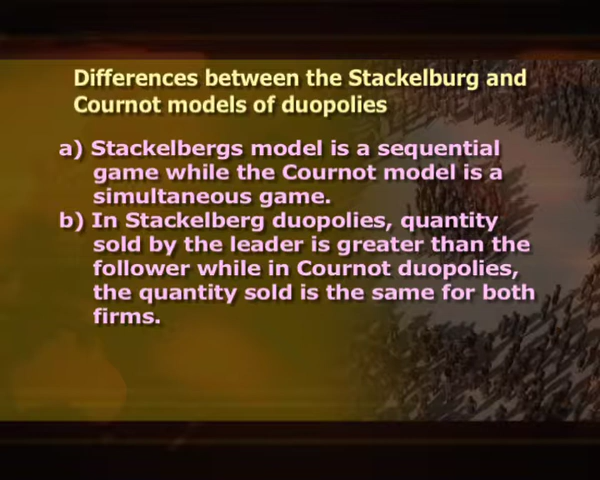 Differences between the Stackelburg and
Cournot models of duopolies
a) Stackelbergs model is a sequential
game while the Cournot model is a
simultaneous game.
b) In Stackelberg duopolies, quantity
sold by the leader is greater than the
follower while in Cournot duopolies,
the quantity sold is the same for both
firms.